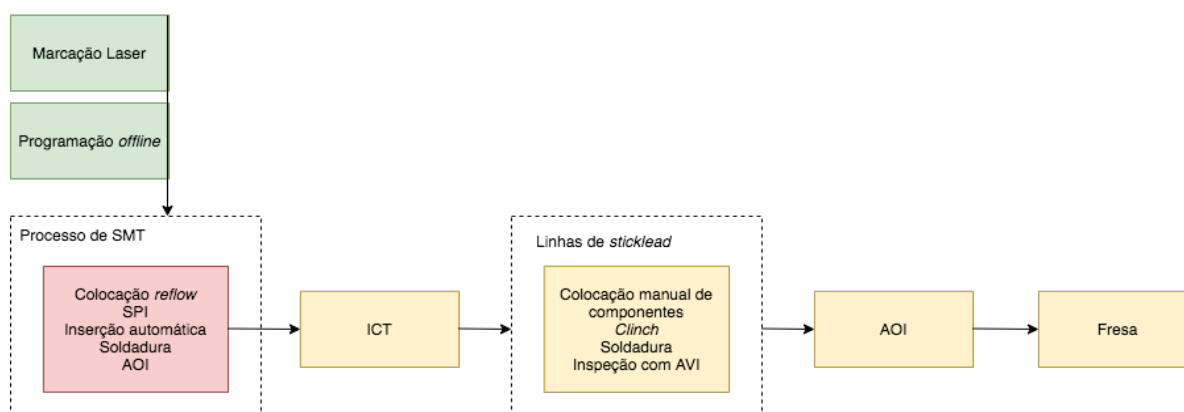 Marcação Laser
Programação offline
Processo de SMT
Colocação reflow
SPI
Inserção automática
Soldadura
AOI
ICT
Linhas de sticklead
Colocação manual de
componentes
Clinch
Soldadura
Inspeção com AVI
AOI
Fresa